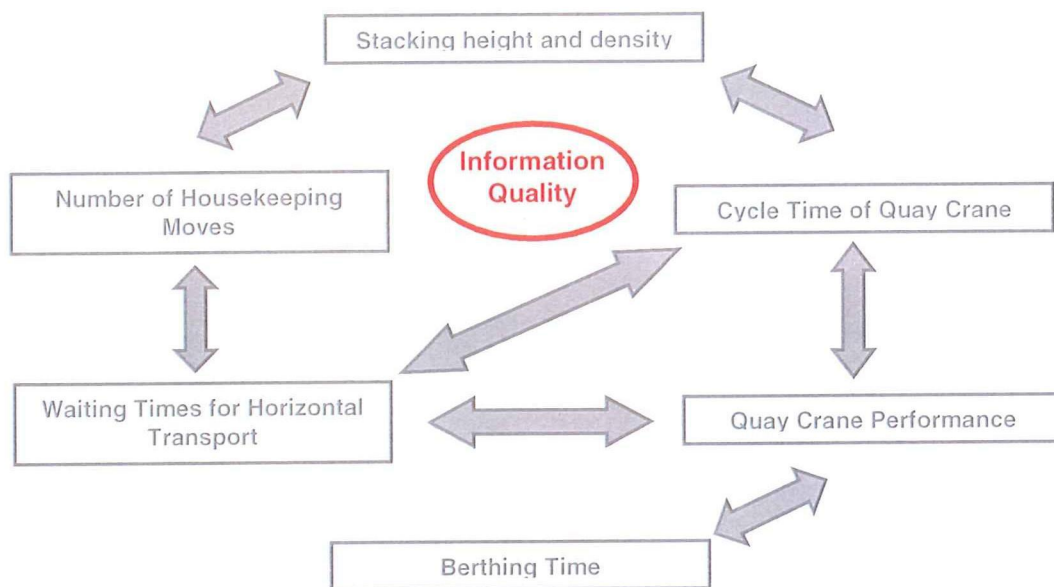 Stacking height and density
Information
Quality
Number of Housekeeping
Moves
Cycle Time of Quay Crane
Waiting Times for Horizontal
Transport
Quay Crane Performance
Berthing Time